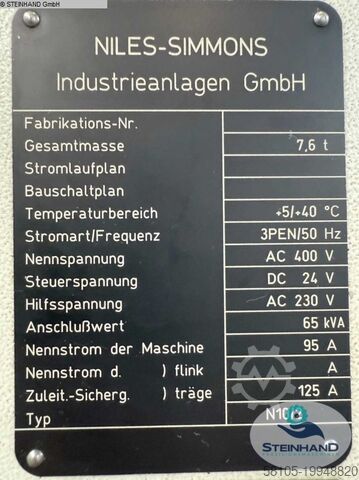 © STEINHAND GmbH
NILES-SIMMONS
Industrieanlagen GmbH
Fabrikations-Nr.
Gesamtmasse 7,6 t
Stromlaufplan
Bauschaltplan
Temperaturbereich +5/+40 °C
Stromart/Frequenz 3PEN/50 Hz
Nennspannung AC 400 V
Steuerspannung DC 24 V
Hilfsspannung AC 230 V
Anschlußwert 65 kVA
Nennstrom der Maschine 95 A
Nennstrom d. ) flink A
Zuleit.-Sicherg. ) träge 125 A
Typ
STEINHAND
38105-19948820